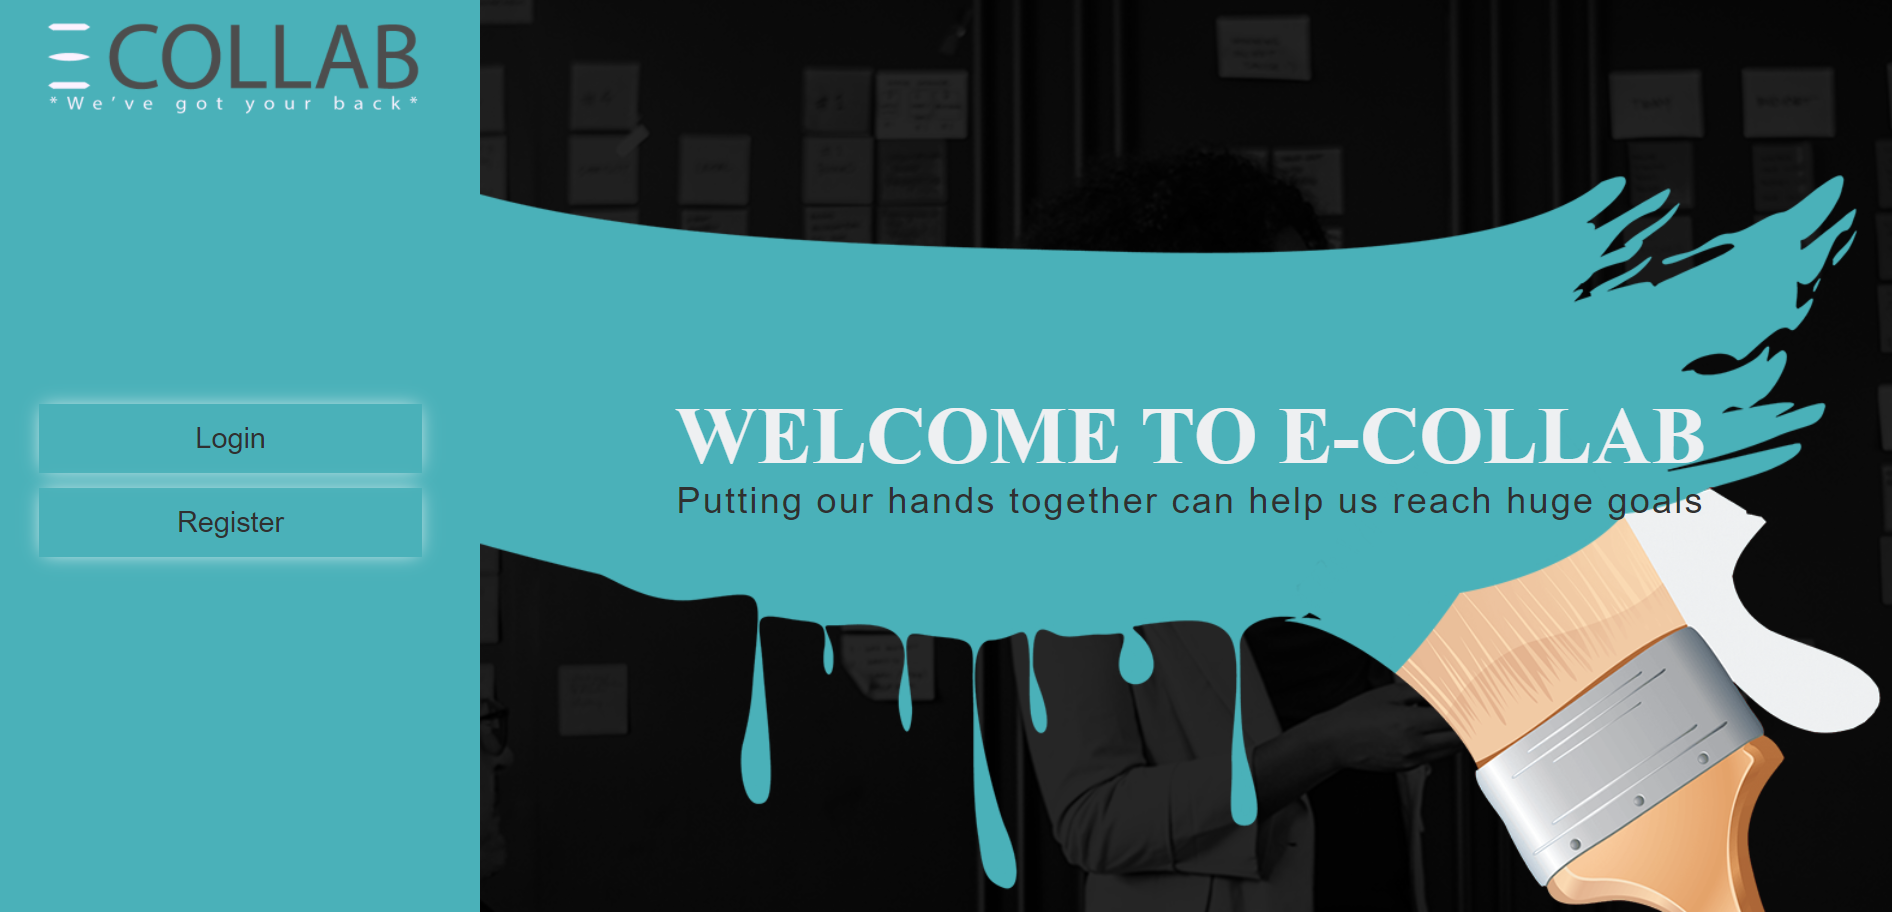 ECOLLAB
*We've got your back*
Login
Register
WELCOME TO E-COLLAB
Putting our hands together can help us reach huge goals